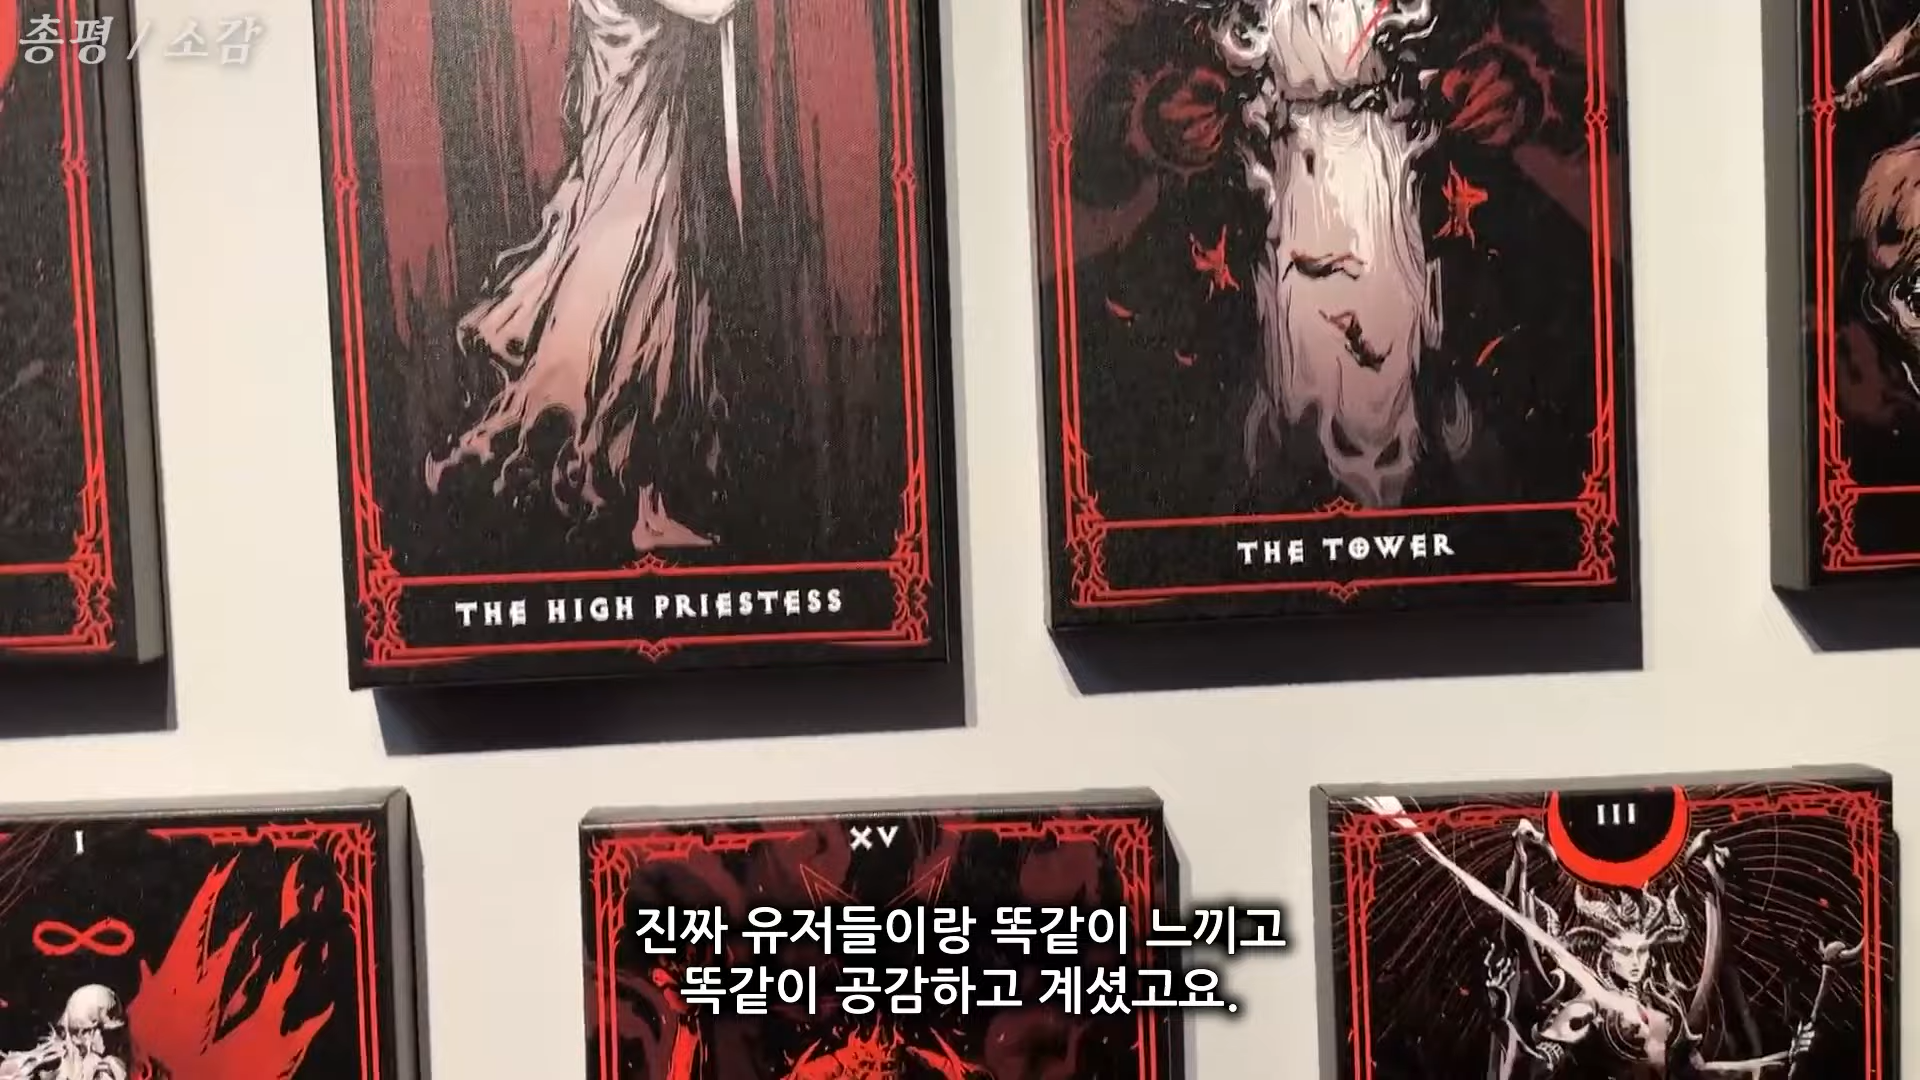 총평 / 소감
THE HIGH PRIESTESS
THE TOWER
I
XV
III
진짜 유저들이랑 똑같이 느끼고
똑같이 공감하고 계셨고요.